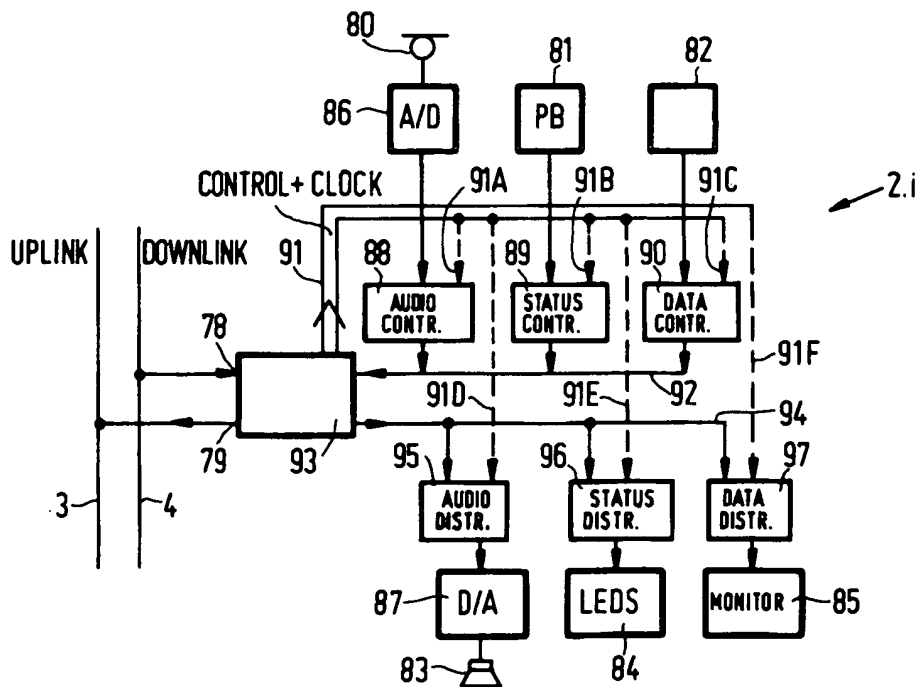 80
81
82
86
A/D
PB
CONTROL + CLOCK
91A
91B
91C
2.i
UPLINK
DOWNLINK
91
88
89
90
AUDIO
CONTR.
STATUS
CONTR.
DATA
CONTR.
78
91F
92
91D
91E
94
79
93
95
96
97
3
4
AUDIO
DISTR.
STATUS
DISTR.
DATA
DISTR.
87
D/A
LEDS
MONITOR
85
83
84